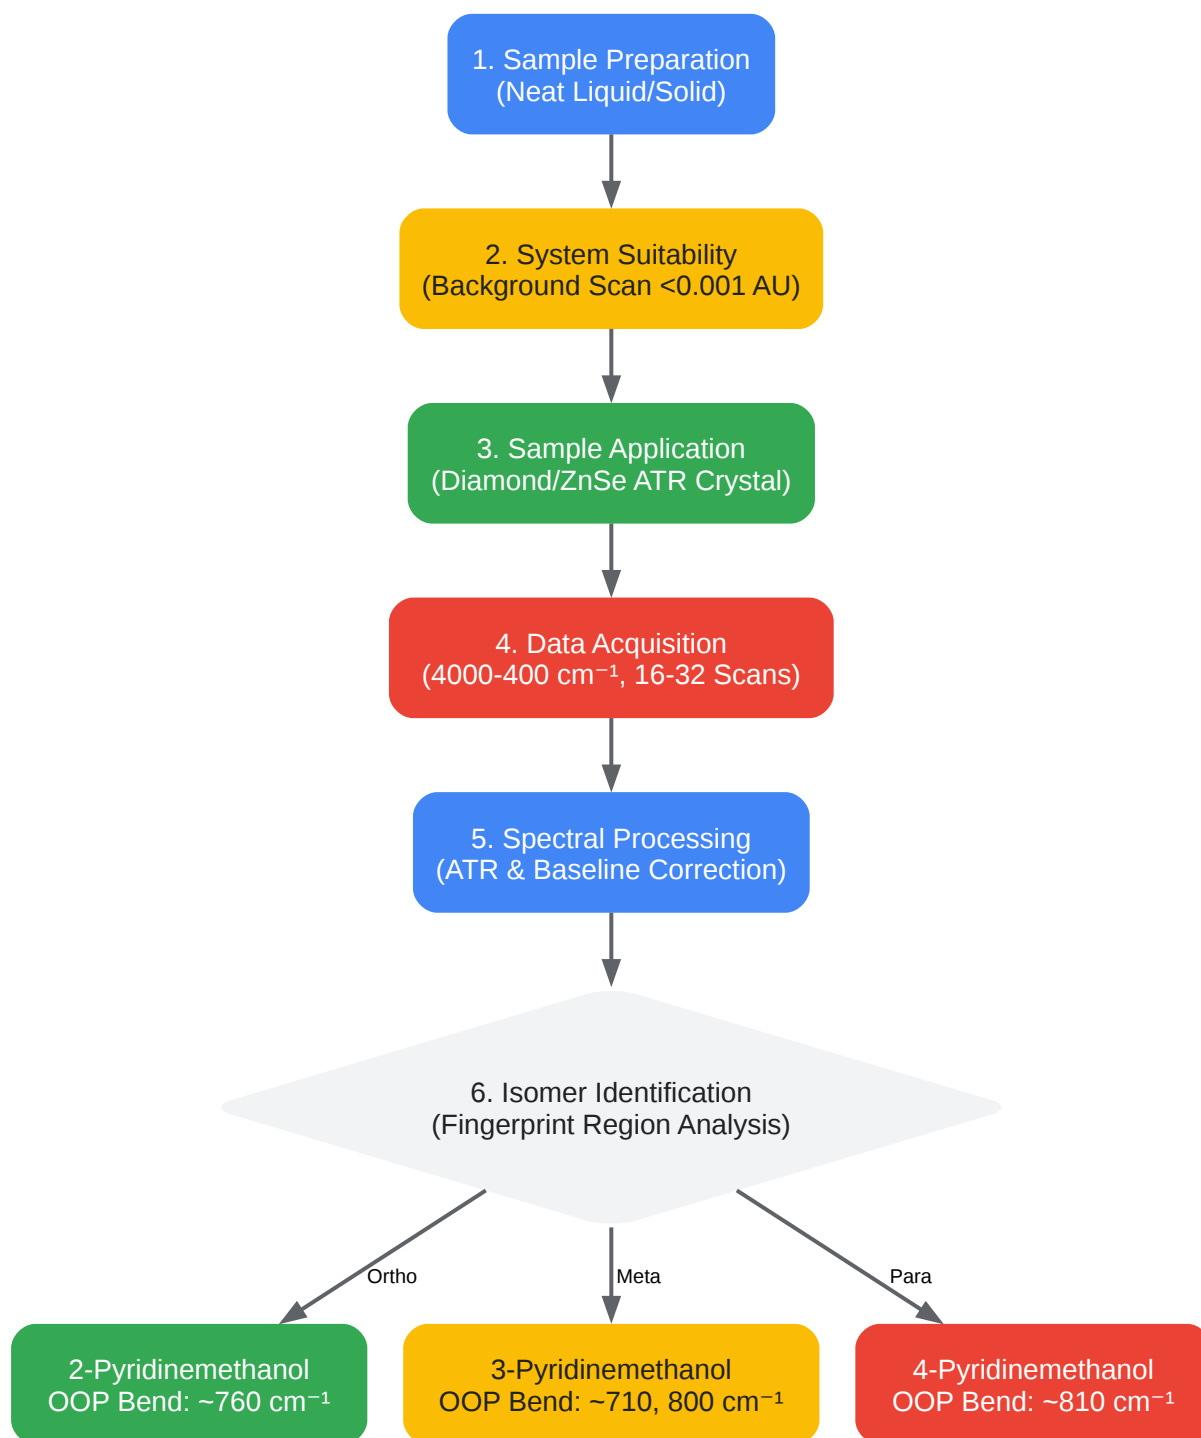 1. Sample Preparation
(Neat Liquid/Solid)
2. System Suitability
(Background Scan <0.001 AU)
3. Sample Application
(Diamond/ZnSe ATR Crystal)
4. Data Acquisition
(4000-400 cm⁻¹, 16-32 Scans)
5. Spectral Processing
(ATR & Baseline Correction)
6. Isomer Identification
(Fingerprint Region Analysis)
Ortho
Meta
Para
2-Pyridinemethanol
OOP Bend: ~760 cm⁻¹
3-Pyridinemethanol
OOP Bend: ~710, 800 cm⁻¹
4-Pyridinemethanol
OOP Bend: ~810 cm⁻¹